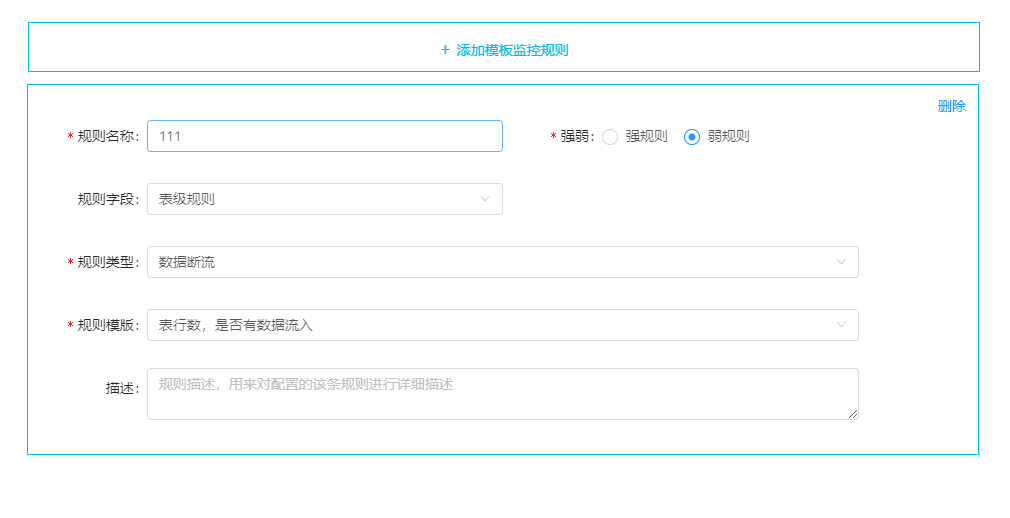 + 添加模板监控规则
删除
* 规则名称: 111 * 强弱: 强规则 弱规则
规则字段: 表级规则
* 规则类型: 数据断流
* 规则模版: 表行数，是否有数据流入
描述: 规则描述，用来对配置的该条规则进行详细描述